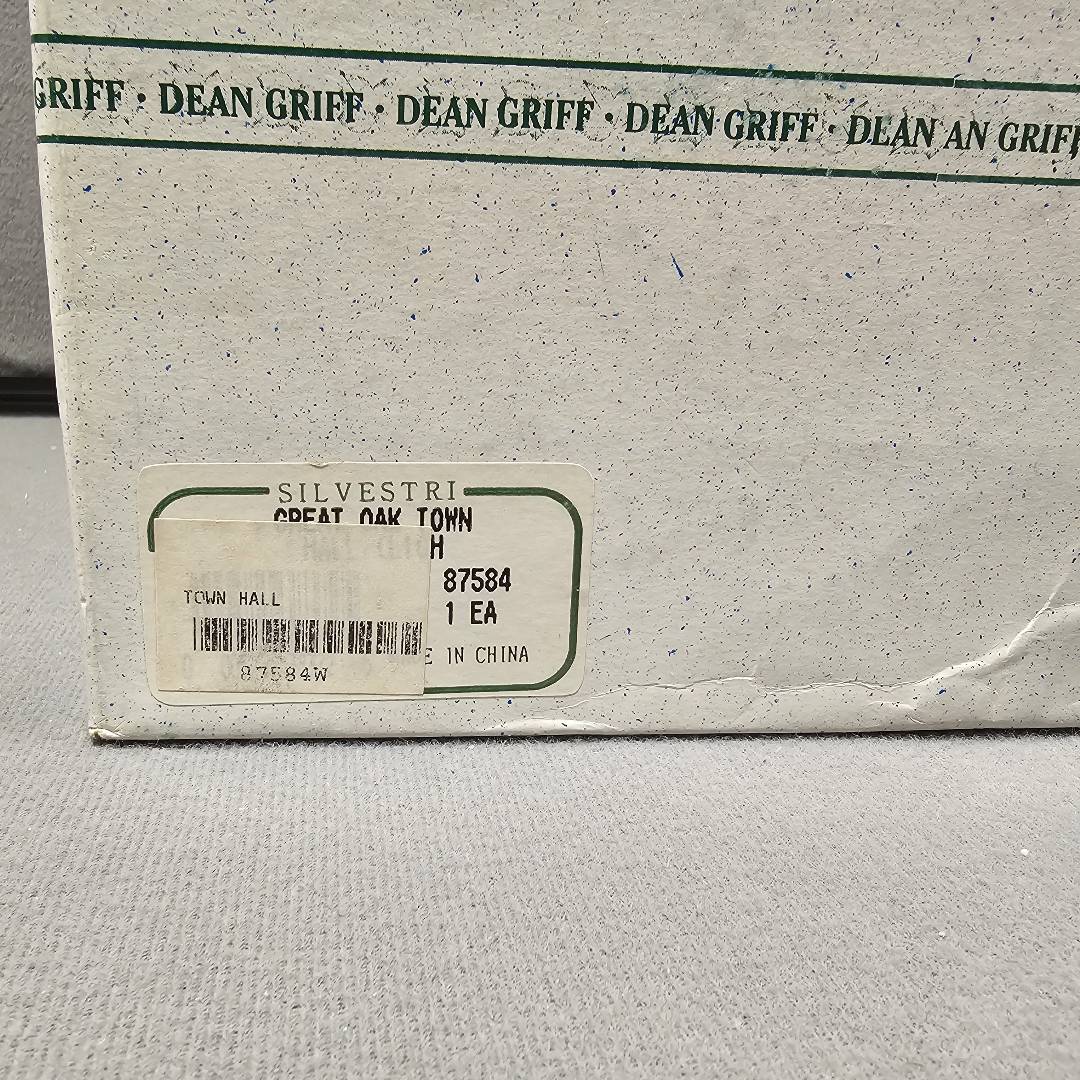 GRIFF · DEAN GRIFF · DEAN GRIFF · DEAN GRIFF · DEAN AN GRIFF
SILVESTRI
GREAT OAK TOWN
H
87584
1 EA
E IN CHINA
TOWN HALL
87584W